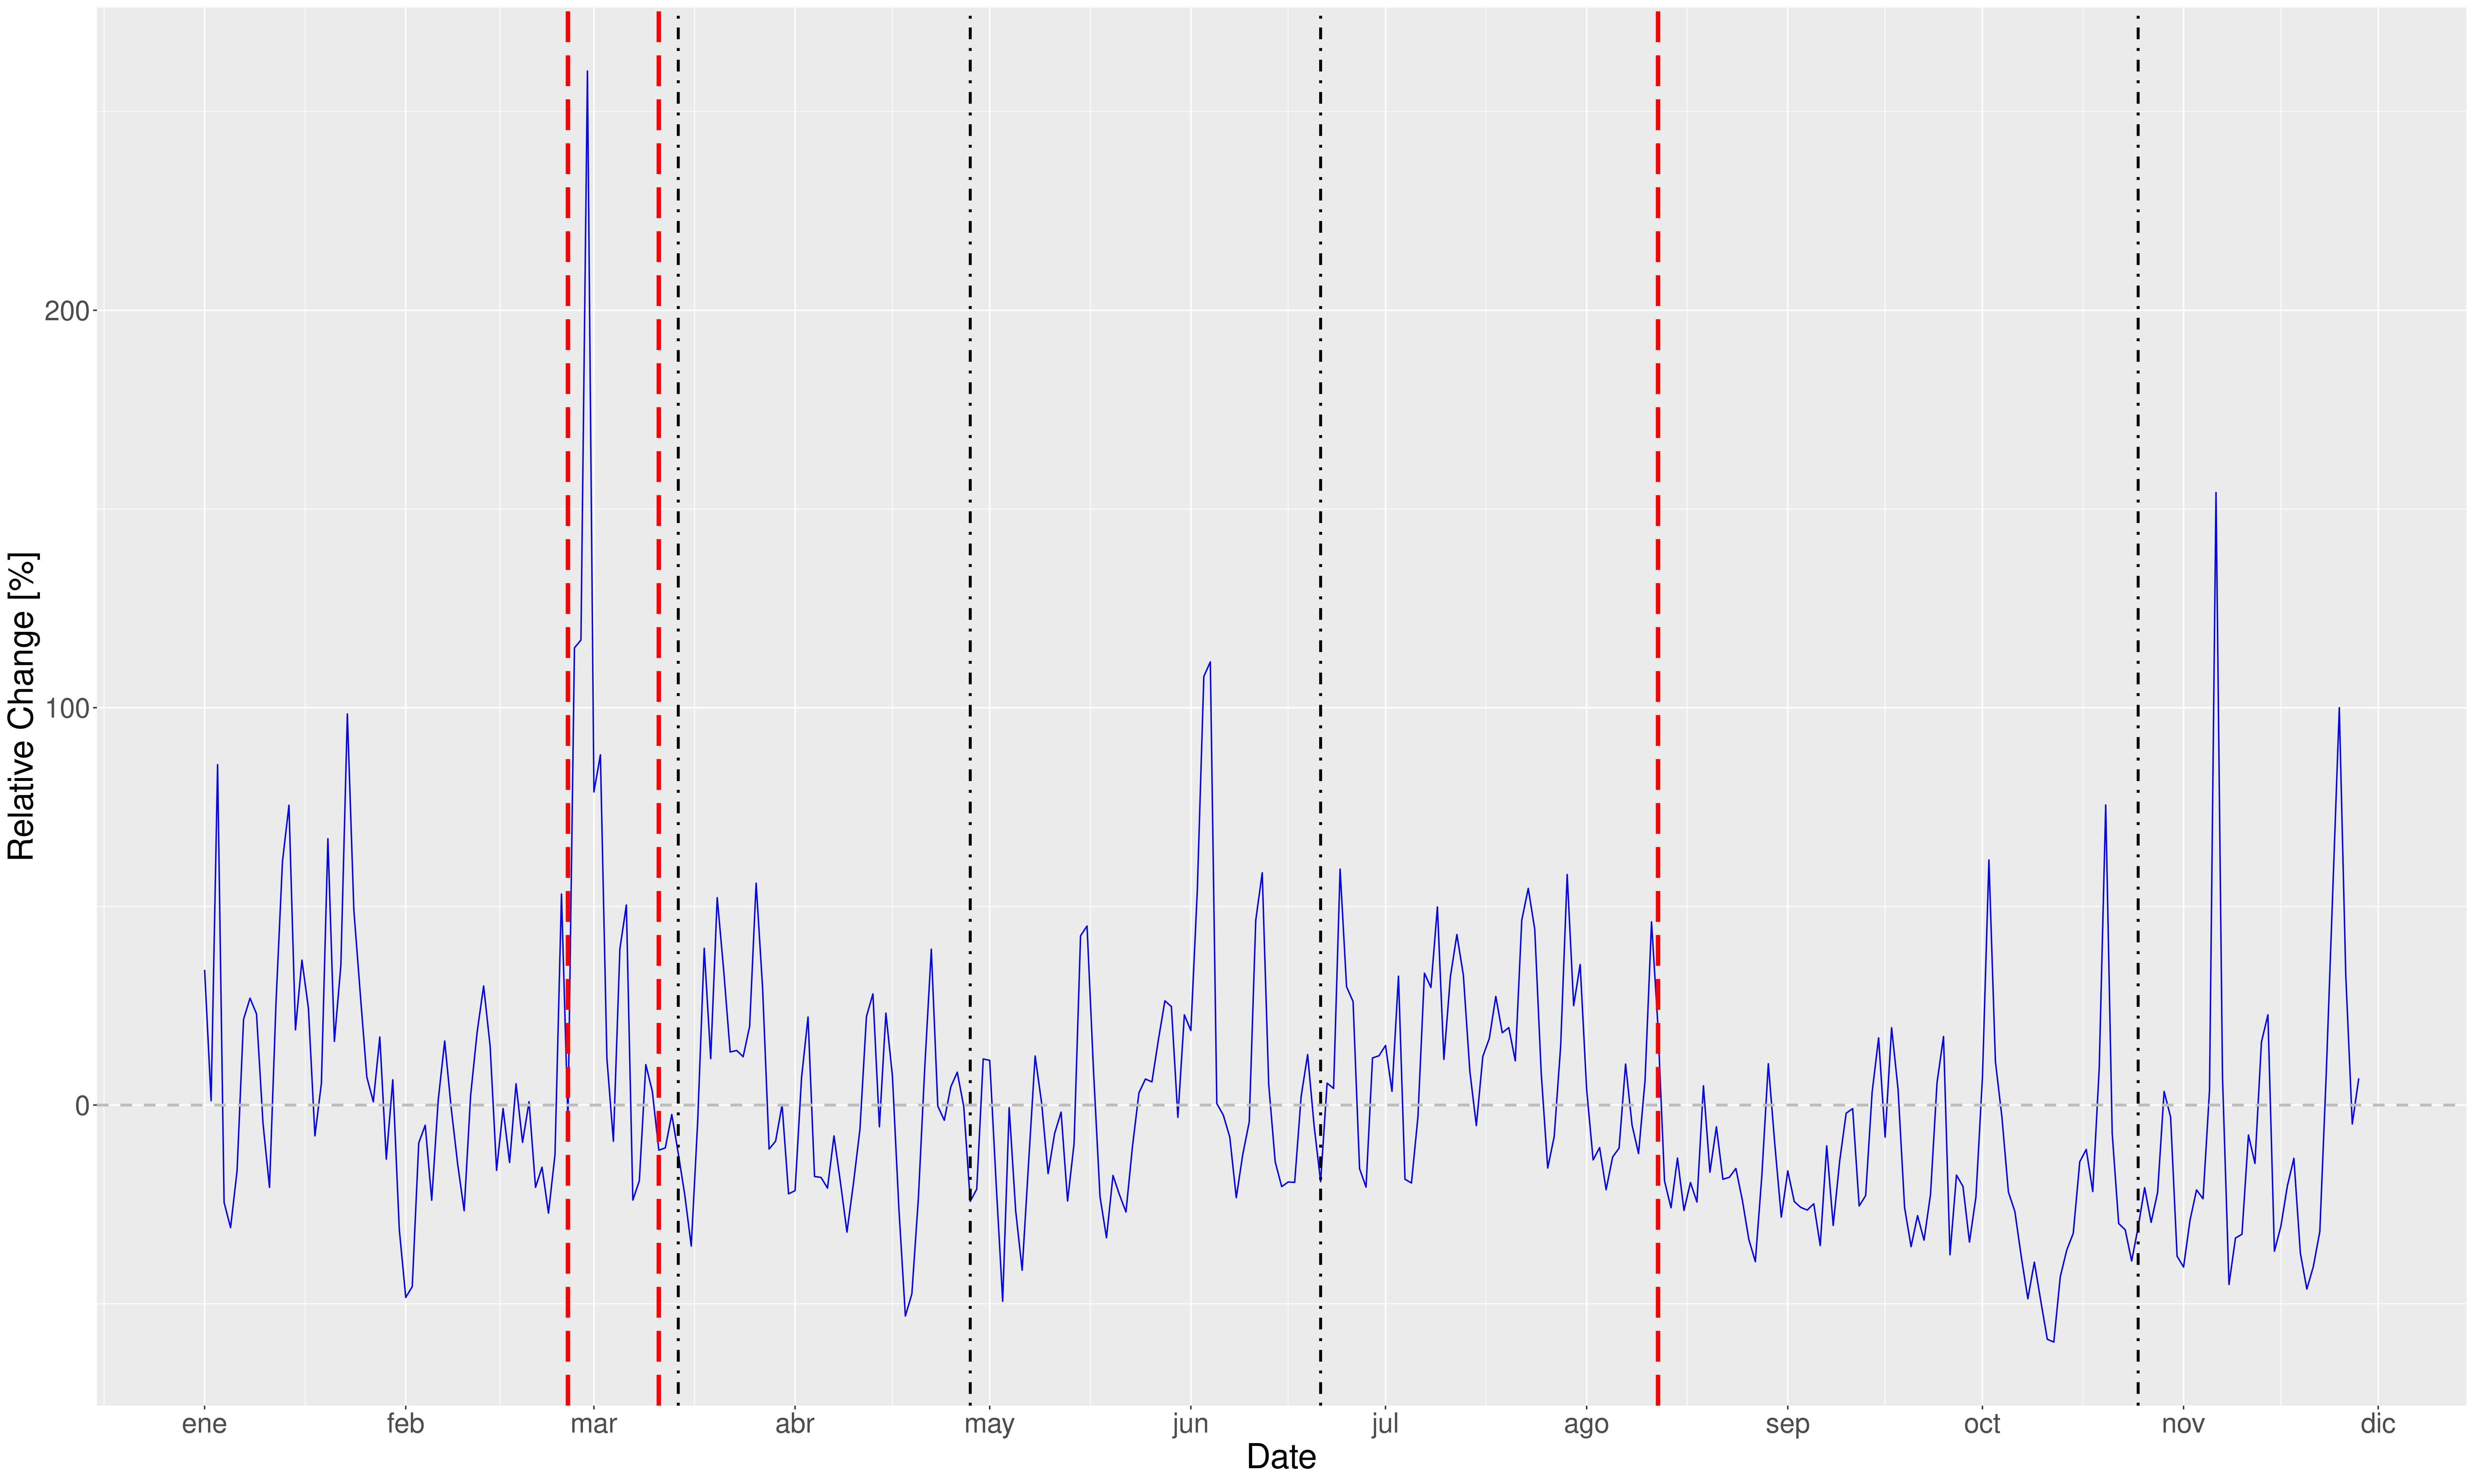 Relative Change [%]
200
100
0
ene feb mar abr may jun jul ago sep oct nov dic
Date